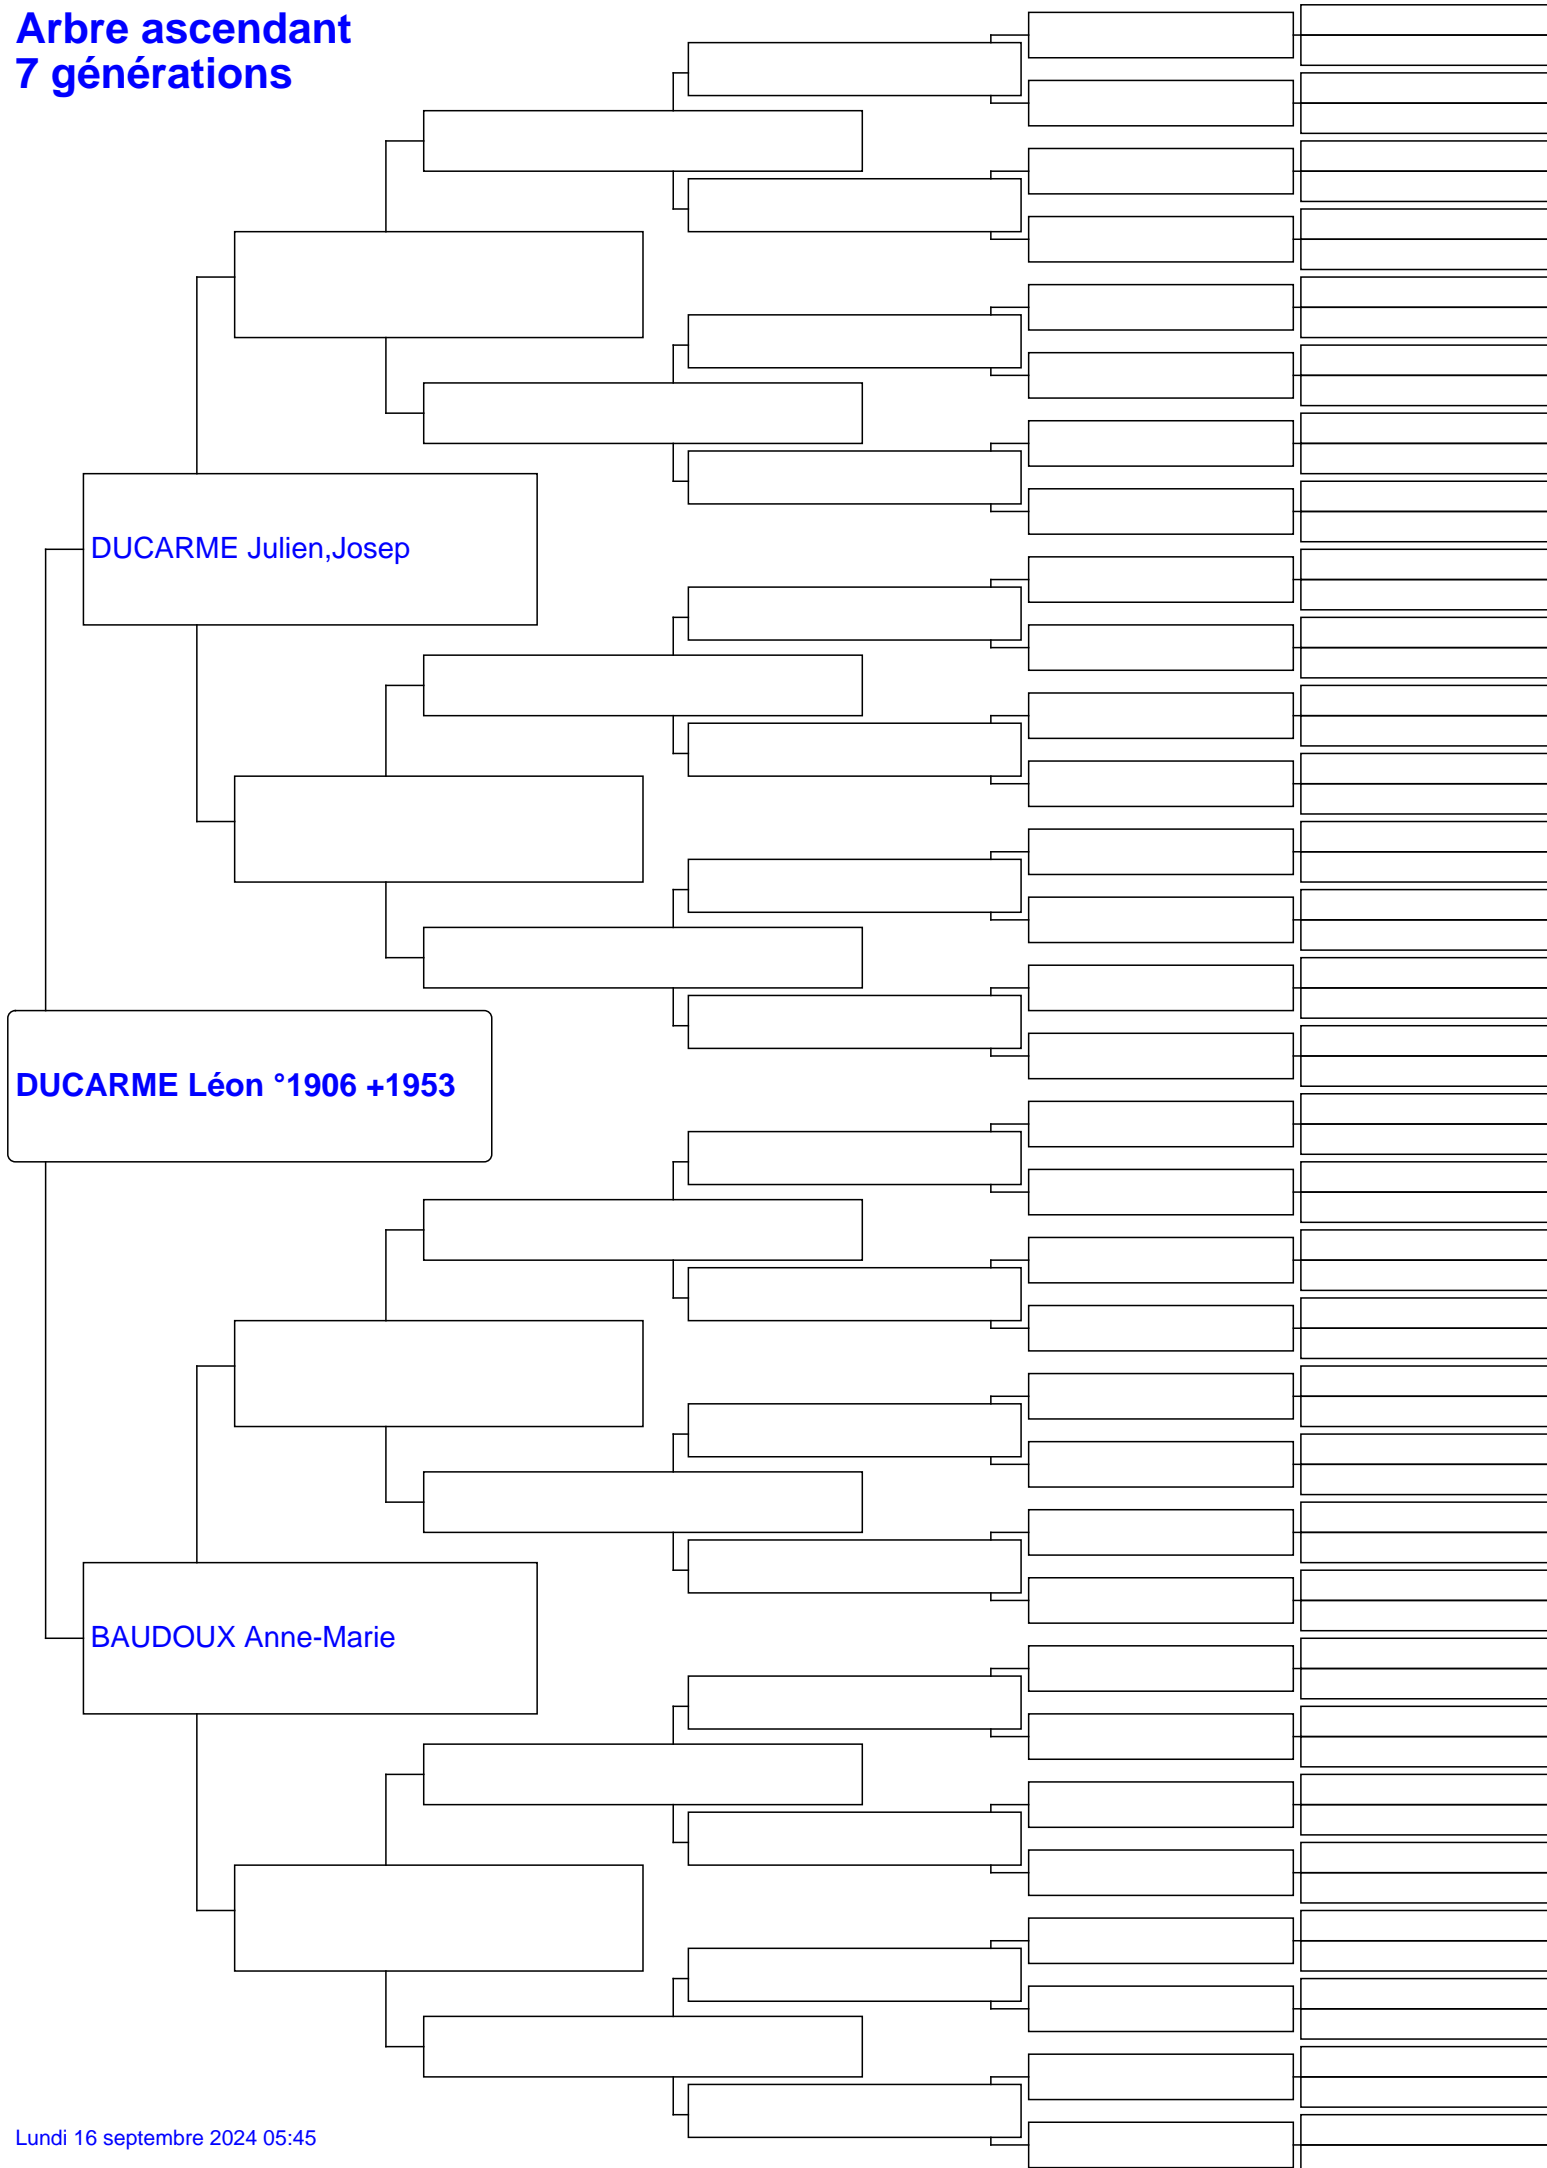 Arbre ascendant
7 générations
DUCARME Julien,Josep
DUCARME Léon °1906 +1953
BAUDOUX Anne-Marie
Lundi 16 septembre 2024 05:45